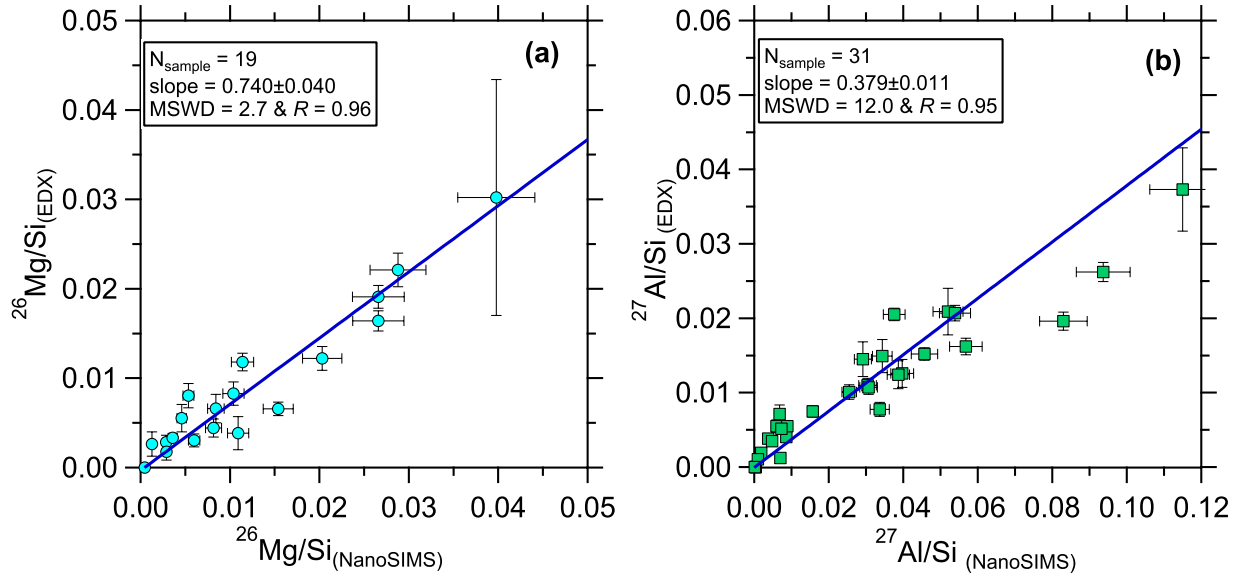 (a)
N_sample = 19
slope = 0.740±0.040
MSWD = 2.7 & R = 0.96
0.05
0.04
0.03
0.02
0.01
0.00
²⁶Mg/Si(EDX)
0.00 0.01 0.02 0.03 0.04 0.05
²⁶Mg/Si(NanoSIMS)
(b)
N_sample = 31
slope = 0.379±0.011
MSWD = 12.0 & R = 0.95
0.06
0.05
0.04
0.03
0.02
0.01
0.00
²⁷Al/Si (EDX)
0.00 0.02 0.04 0.06 0.08 0.10 0.12
²⁷Al/Si (NanoSIMS)